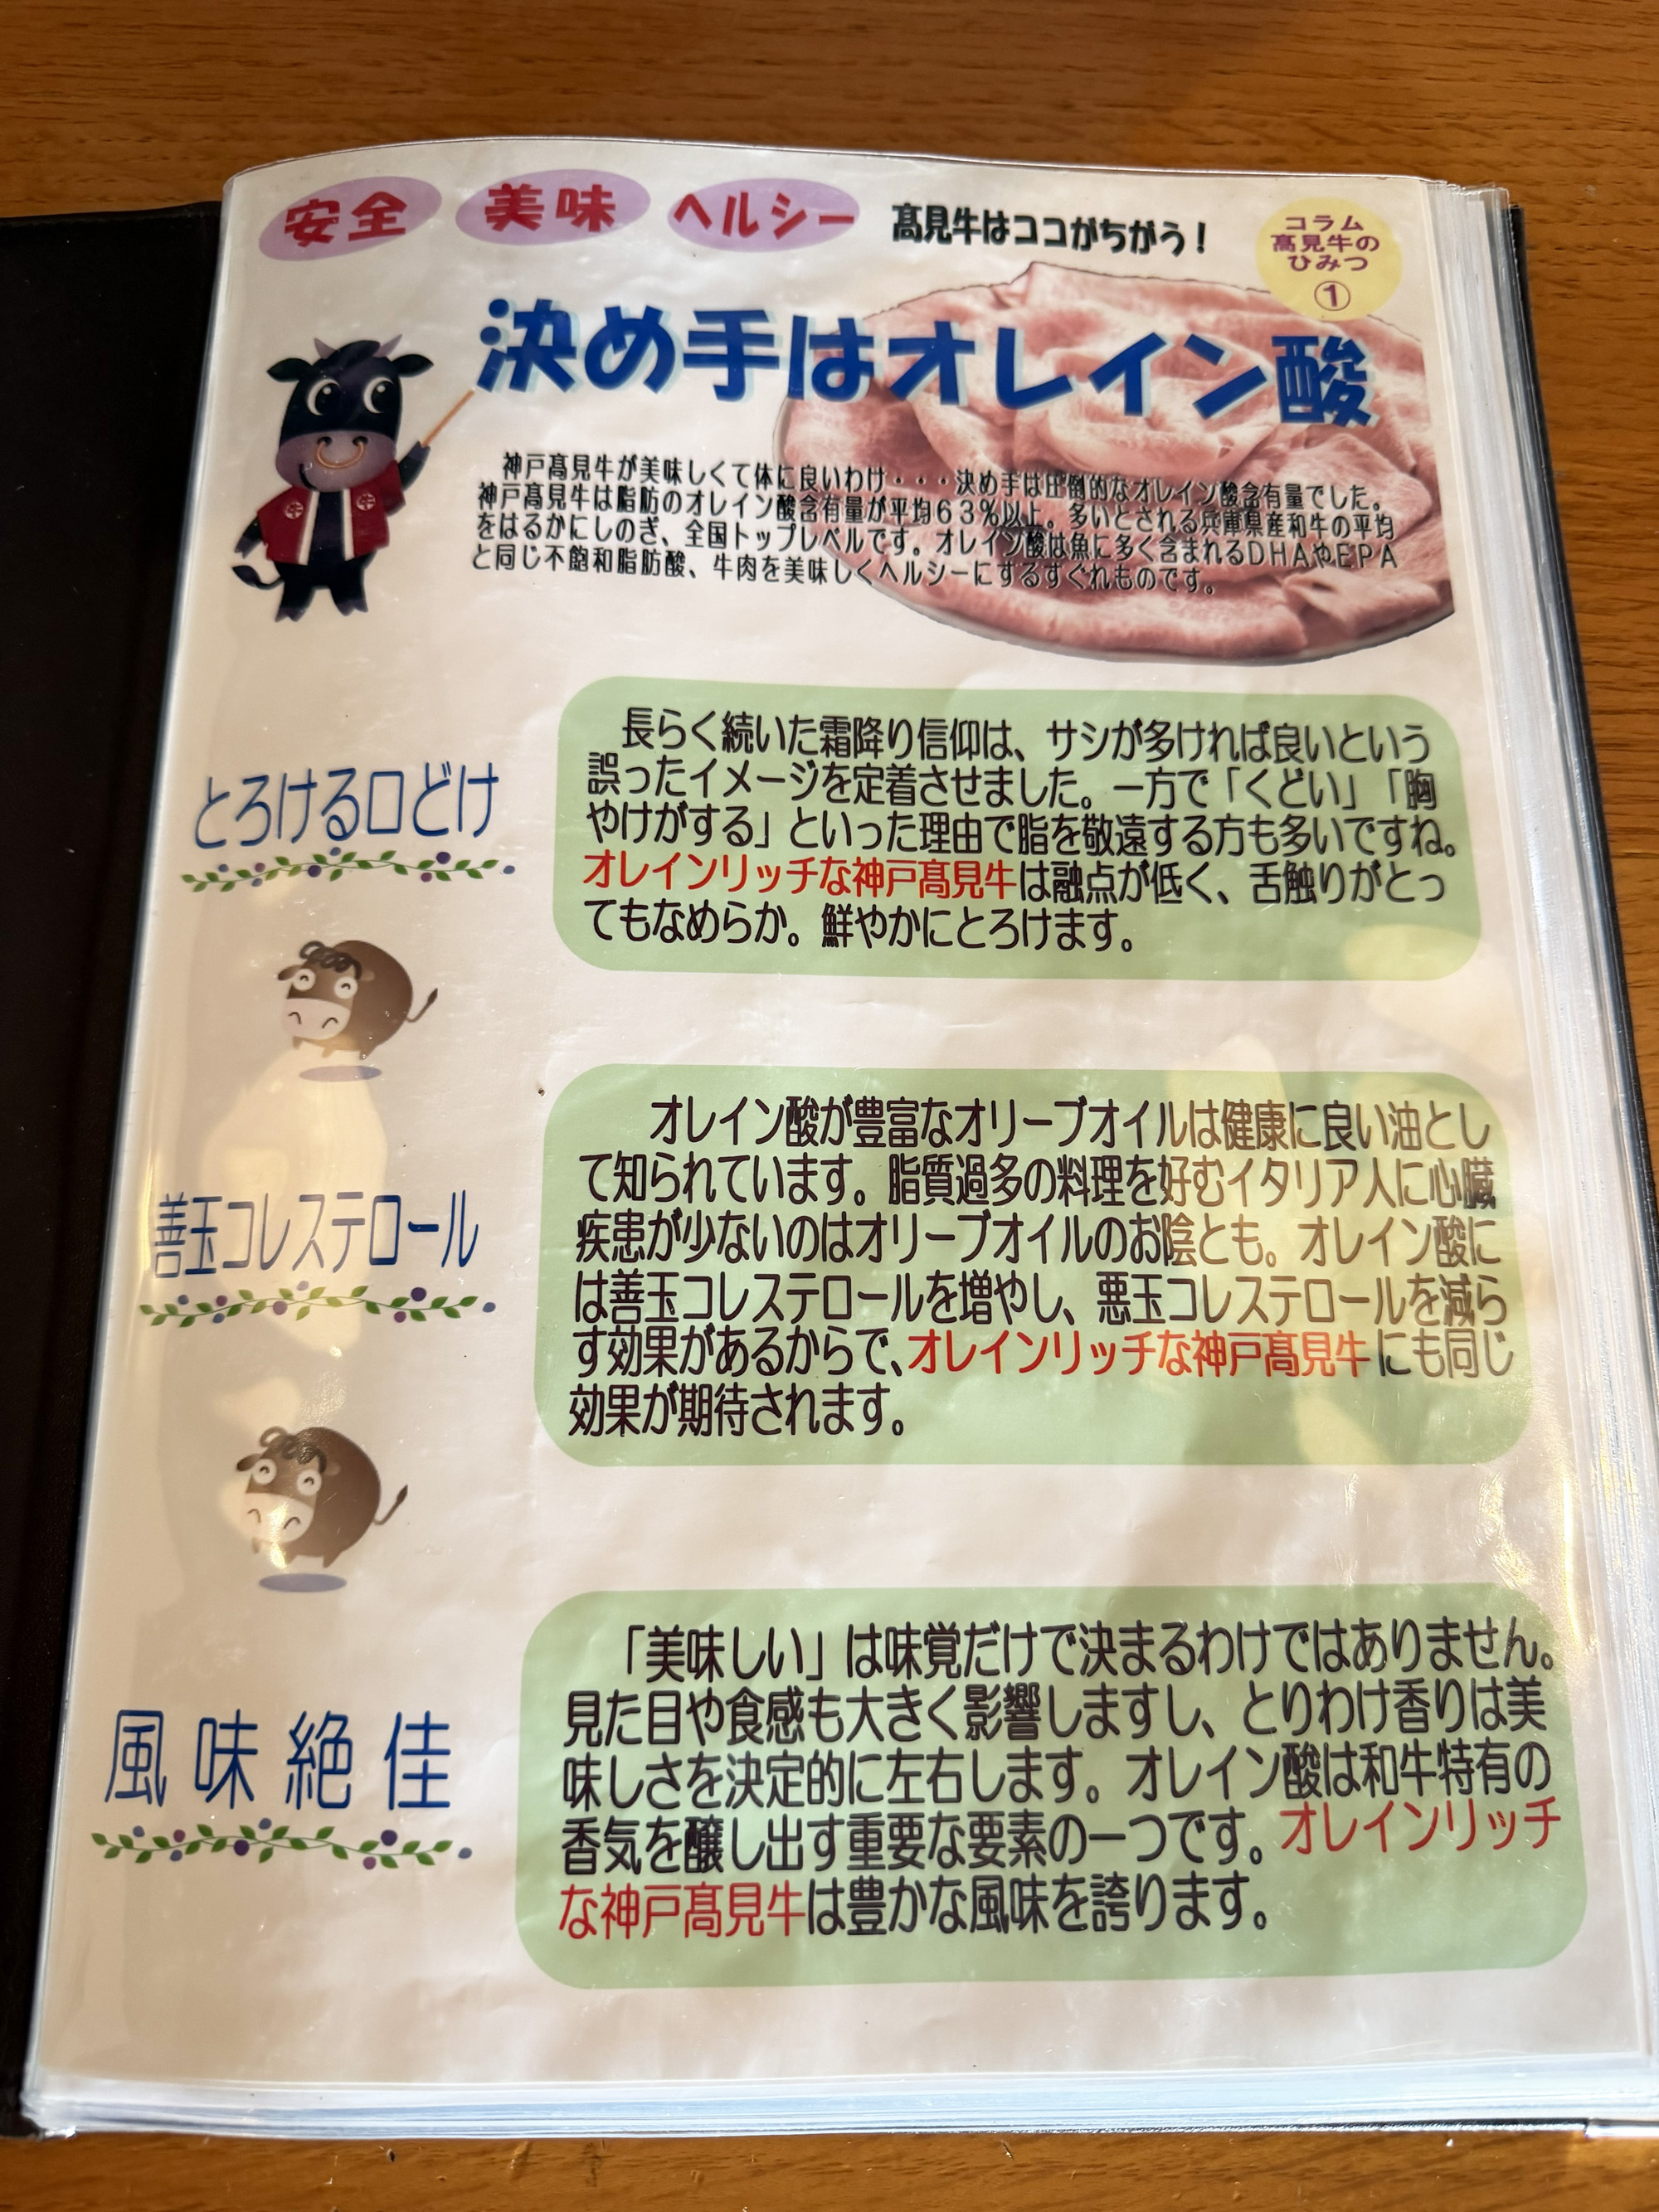 安全 美味 ヘルシー 髙見牛はココがちがう！
コラム
髙見牛の
ひみつ
①
決め手はオレイン酸
牛 牛
神戸髙見牛が美味しくて体に良いわけ・・・決め手は圧倒的なオレイン酸含有量でした。
神戸髙見牛は脂肪のオレイン酸含有量が平均６３％以上。多いとされる兵庫県産和牛の平均
をはるかにしのぎ、全国トップレベルです。オレイン酸は魚に多く含まれるＤＨＡやＥＰＡ
と同じ不飽和脂肪酸、牛肉を美味しくヘルシーにするすぐれものです。
とろける口どけ
長らく続いた霜降り信仰は、サシが多ければ良いという
誤ったイメージを定着させました。一方で「くどい」「胸
やけがする」といった理由で脂を敬遠する方も多いですね。
オレインリッチな神戸髙見牛は融点が低く、舌触りがとっ
てもなめらか。鮮やかにとろけます。
善玉コレステロール
オレイン酸が豊富なオリーブオイルは健康に良い油とし
て知られています。脂質過多の料理を好むイタリア人に心臓
疾患が少ないのはオリーブオイルのお陰とも。オレイン酸に
は善玉コレステロールを増やし、悪玉コレステロールを減ら
す効果があるからで、オレインリッチな神戸髙見牛にも同じ
効果が期待されます。
風味絶佳
「美味しい」は味覚だけで決まるわけではありません。
見た目や食感も大きく影響しますし、とりわけ香りは美
味しさを決定的に左右します。オレイン酸は和牛特有の
香気を醸し出す重要な要素の一つです。オレインリッチ
な神戸髙見牛は豊かな風味を誇ります。